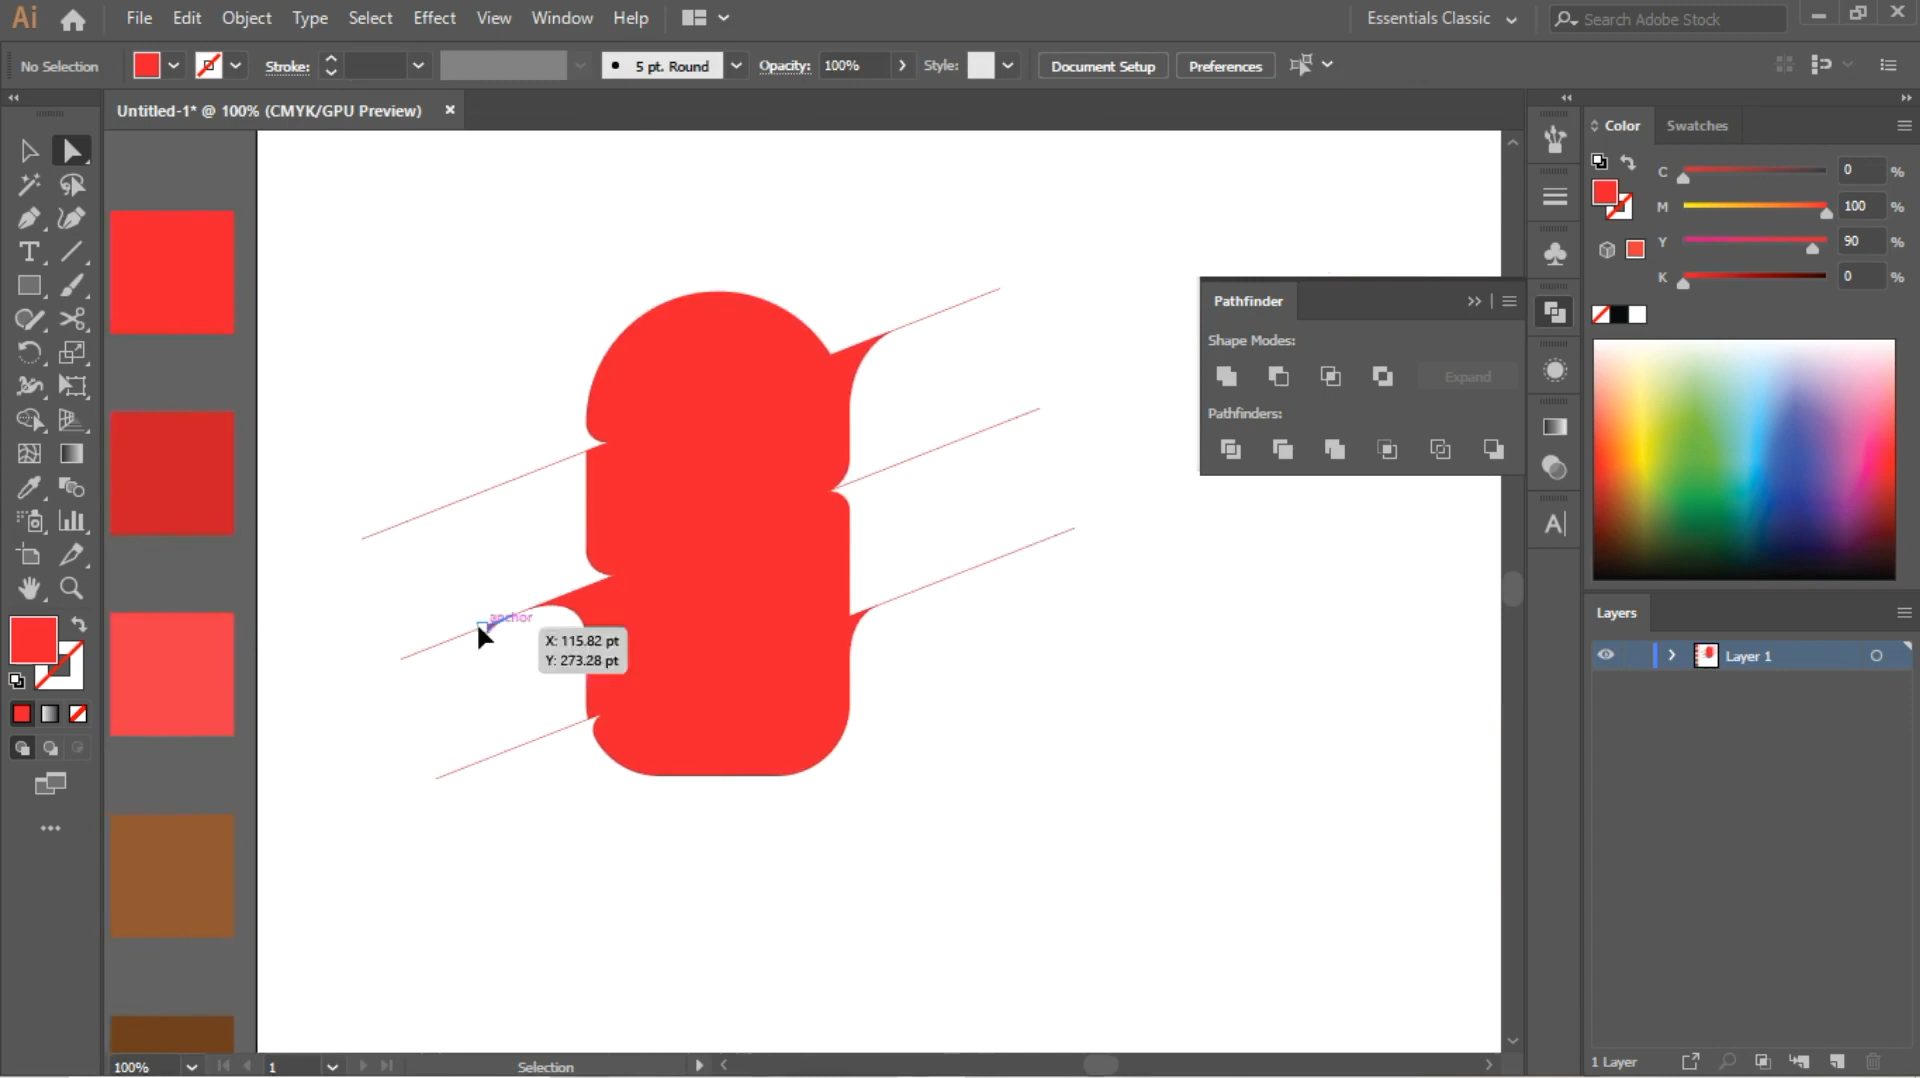 Ai File Edit Object Type Select Effect View Window Help Essentials Classic Search Adobe Stock
No Selection Stroke: 5 pt. Round Opacity: 100% Style: Document Setup Preferences
Untitled-1* @ 100% (CMYK/GPU Preview)
Color Swatches
C 0 %
M 100 %
Y 90 %
K 0 %
Pathfinder
Shape Modes:
Expand
Pathfinders:
anchor
X: 115.82 pt
Y: 273.28 pt
Layers
Layer 1
1 Layer
100% 1 Selection